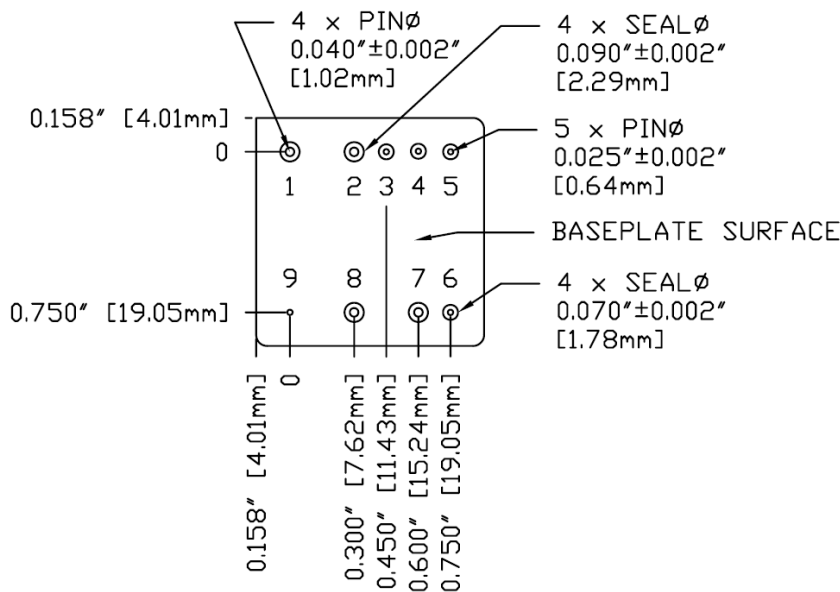 4 x PINØ
0.040"±0.002"
[1.02mm]
4 x SEALØ
0.090"±0.002"
[2.29mm]
0.158" [4.01mm]
0
5 x PINØ
0.025"±0.002"
[0.64mm]
1 2 3 4 5
BASEPLATE SURFACE
9 8 7 6
0.750" [19.05mm]
4 x SEALØ
0.070"±0.002"
[1.78mm]
0.158" [4.01mm]
0
0.300" [7.62mm]
0.450" [11.43mm]
0.600" [15.24mm]
0.750" [19.05mm]